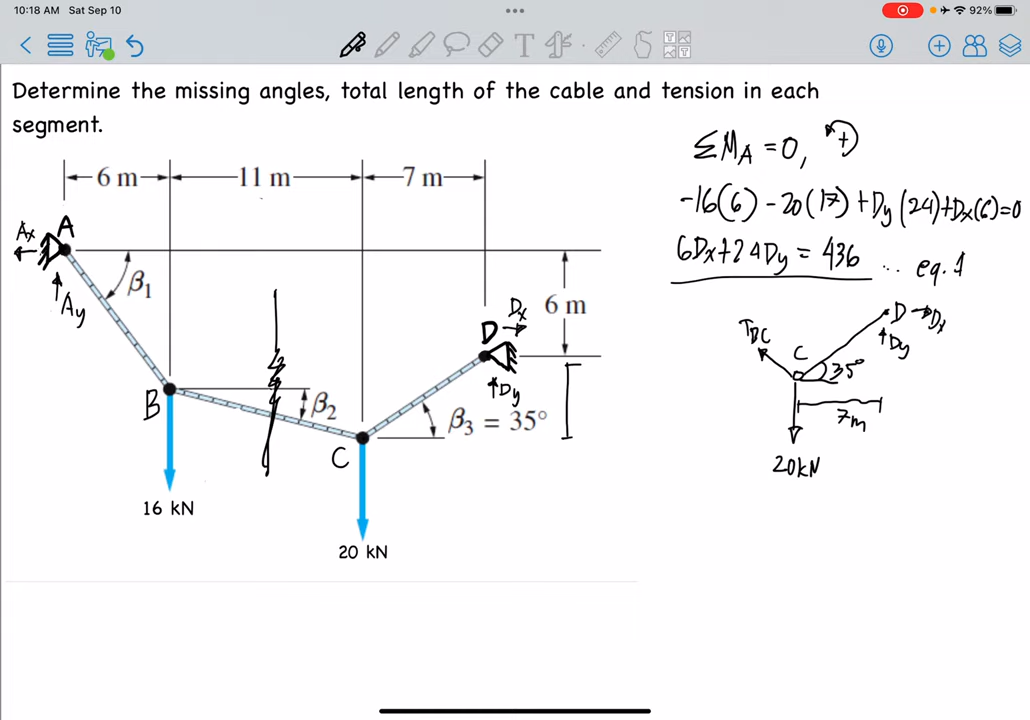 10:18 AM Sat Sep 10
92%
Determine the missing angles, total length of the cable and tension in each
segment.
6 m
11 m
7 m
Ax
A
Ay
β1
6 m
Dx
D
Dy
B
β2
β3 = 35°
C
16 kN
20 kN
ΣMA = 0, +
-16(6) - 20(17) + Dy(24) + Dx(6) = 0
6Dx + 24Dy = 436 ... eq. 1
TBC
D
Dx
Dy
C
35°
7m
20kN